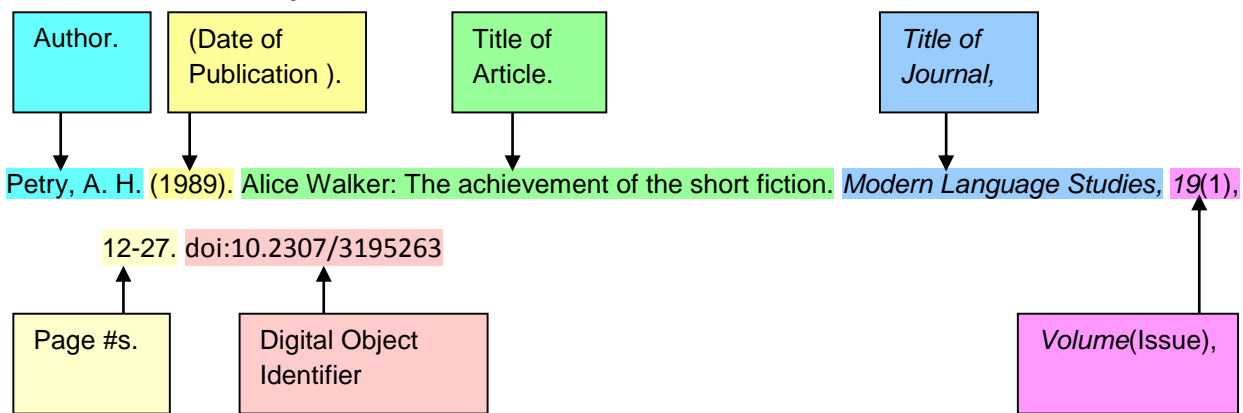 Author.
(Date of
Publication ).
Title of
Article.
Title of
Journal,
Petry, A. H. (1989). Alice Walker: The achievement of the short fiction. Modern Language Studies, 19(1),
12-27. doi:10.2307/3195263
Page #s.
Digital Object
Identifier
Volume(Issue),